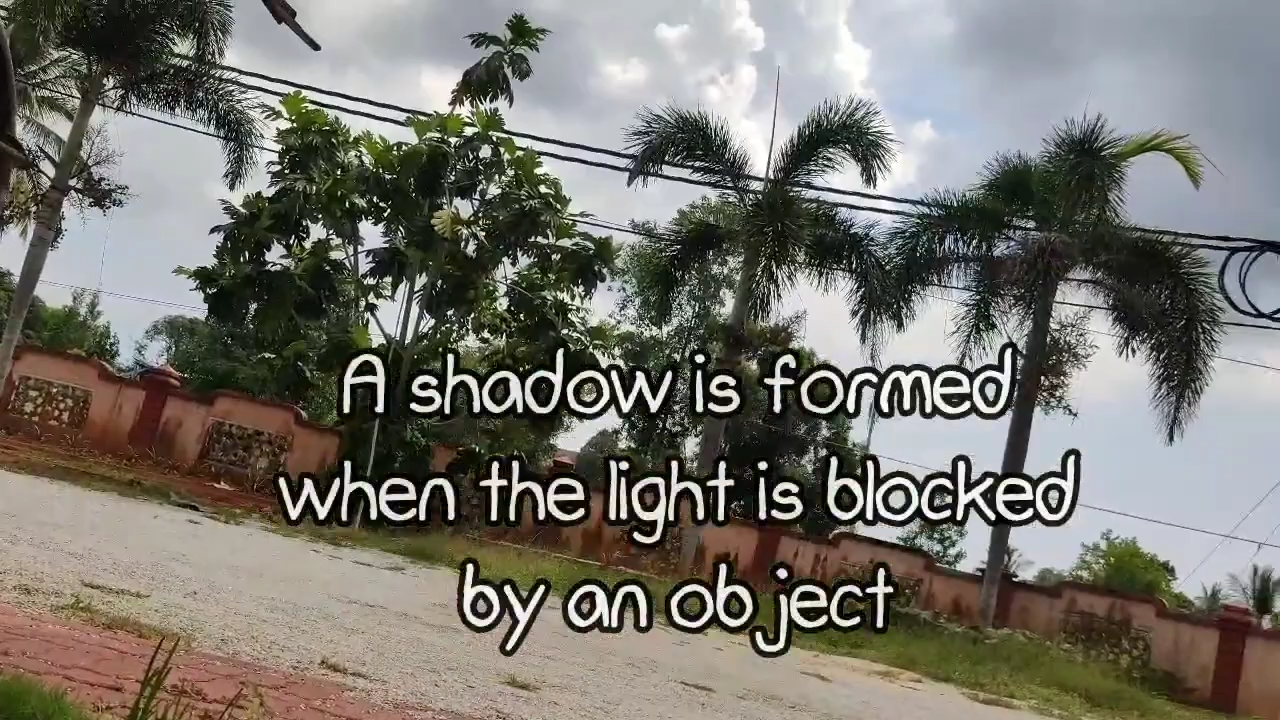 A shadow is formed
when the light is blocked
by an object